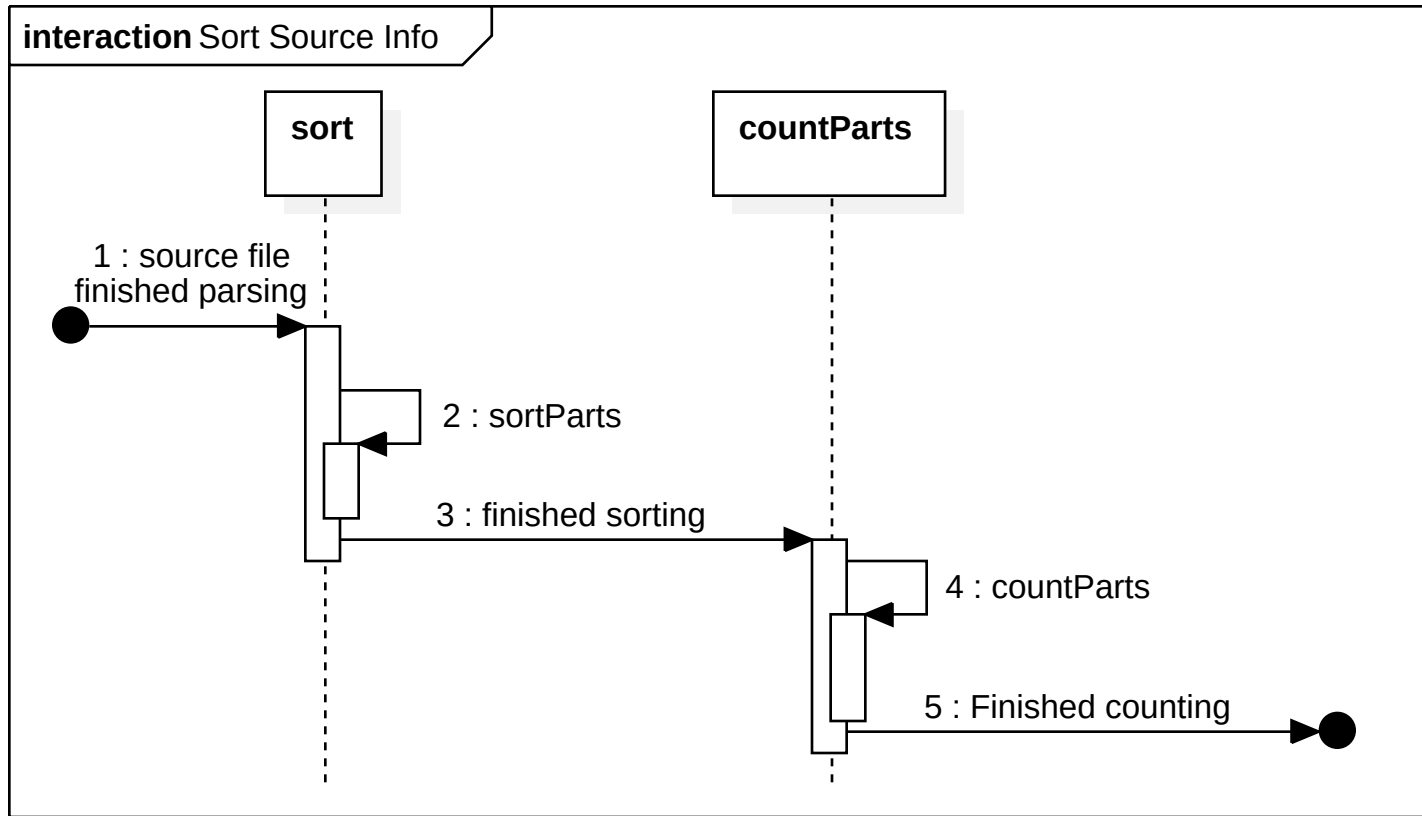 interaction Sort Source Info
sort
countParts
1 : source file
finished parsing
2 : sortParts
3 : finished sorting
4 : countParts
5 : Finished counting